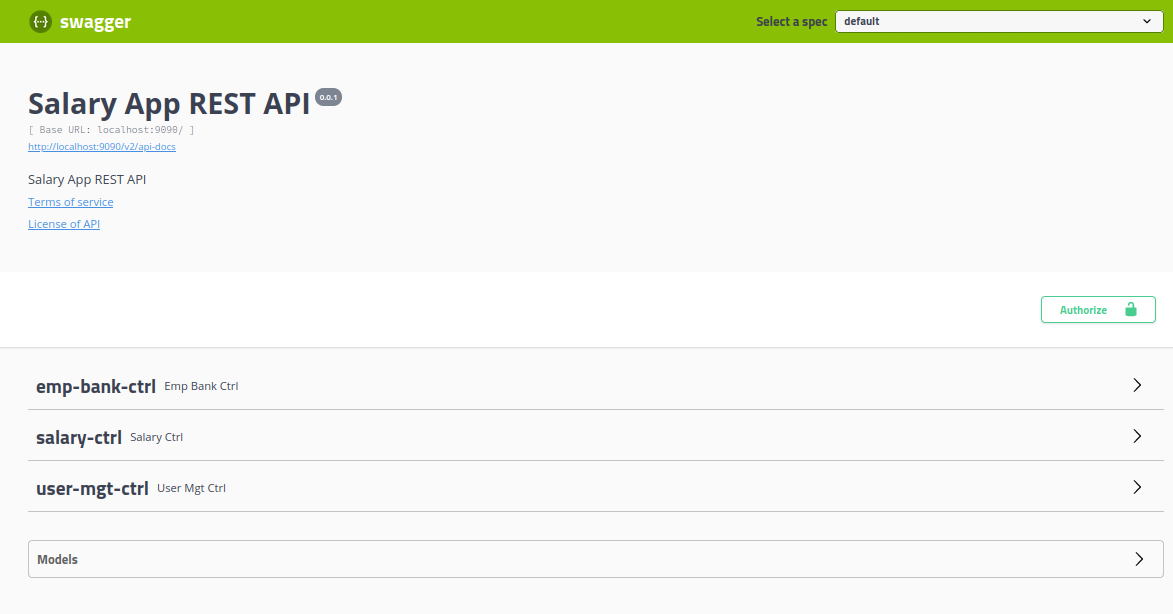 {··} swagger Select a spec default
Salary App REST API 0.0.1
[ Base URL: localhost:9090/ ]
http://localhost:9090/v2/api-docs
Salary App REST API
Terms of service
License of API
Authorize
emp-bank-ctrl Emp Bank Ctrl
salary-ctrl Salary Ctrl
user-mgt-ctrl User Mgt Ctrl
Models